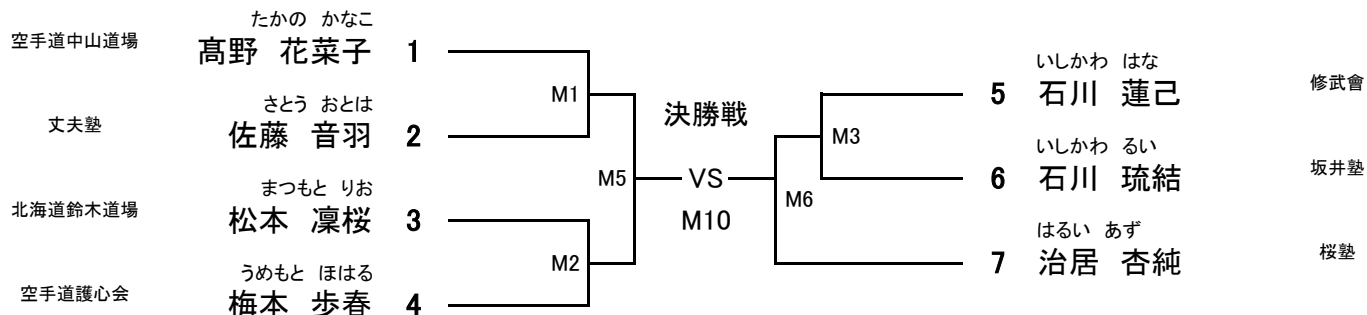 たかの かなこ
空手道中山道場 髙野 花菜子 1
さとう おとは
丈夫塾 佐藤 音羽 2
まつもと りお
北海道鈴木道場 松本 凜桜 3
うめもと ほはる
空手道護心会 梅本 歩春 4
M1
M2
M5
決勝戦
VS
M10
M3
M6
いしかわ はな
5 石川 蓮己 修武會
いしかわ るい
6 石川 琉結 坂井塾
はるい あず
7 治居 杏純 桜塾